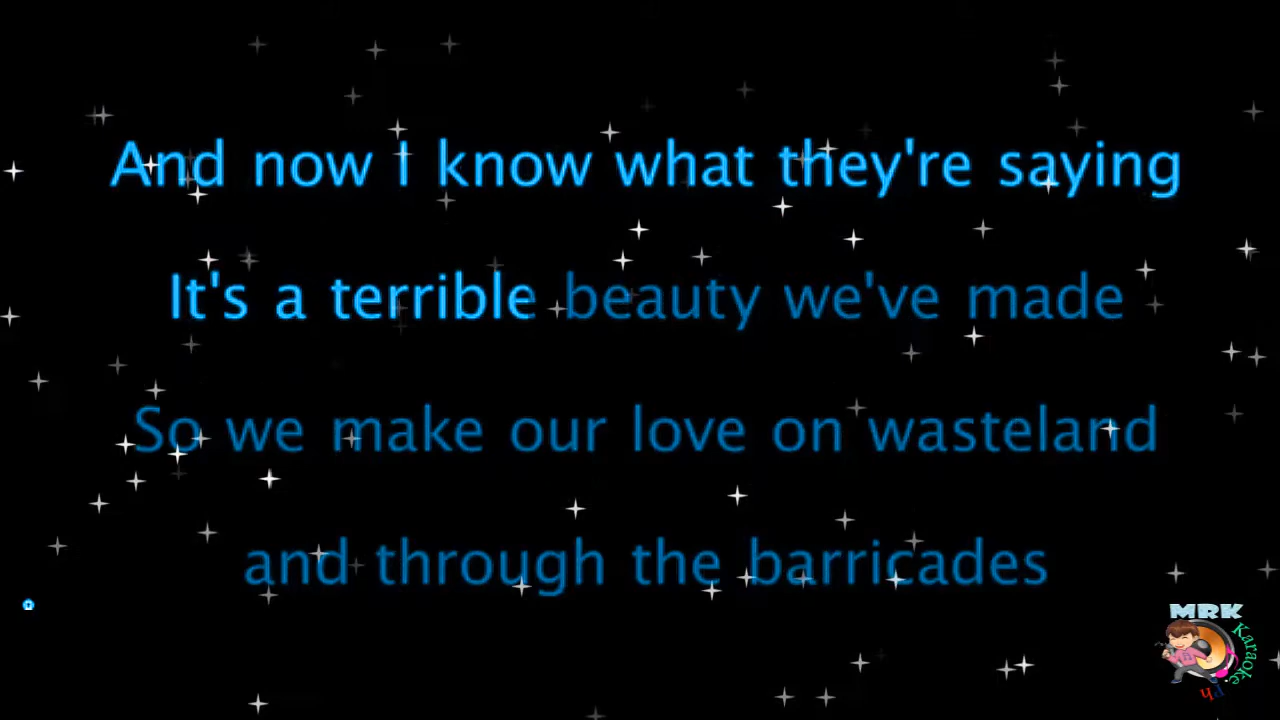 And now I know what they're saying
It's a terrible beauty we've made
So we make our love on wasteland
and through the barricades
MRK
Karaoke
Ph